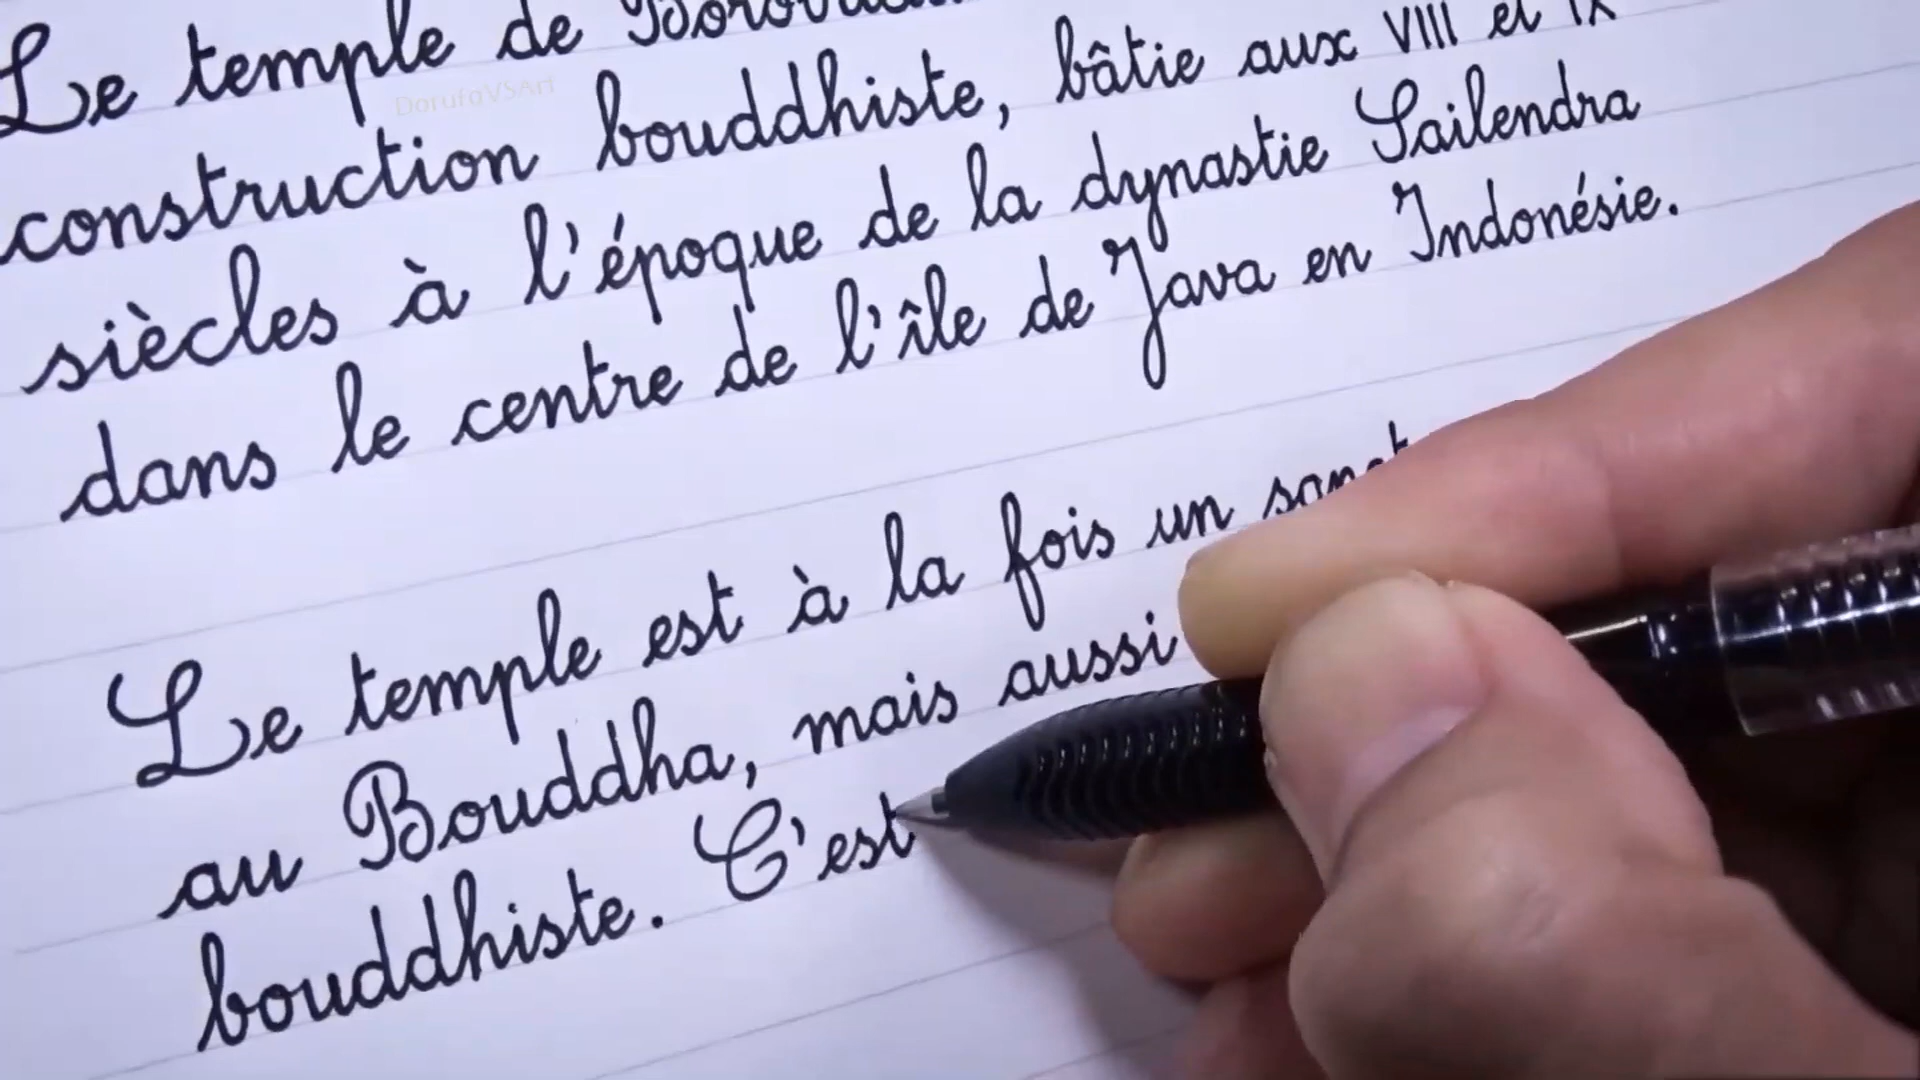 Le temple de
construction bouddhiste, bâtie aux VIII et IX
siècles à l'époque de la dynastie Sailendra
dans le centre de l'île de Java en Indonésie.
Le temple est à la fois un
au Bouddha, mais aussi
bouddhiste. C'est
DorufoVSArt